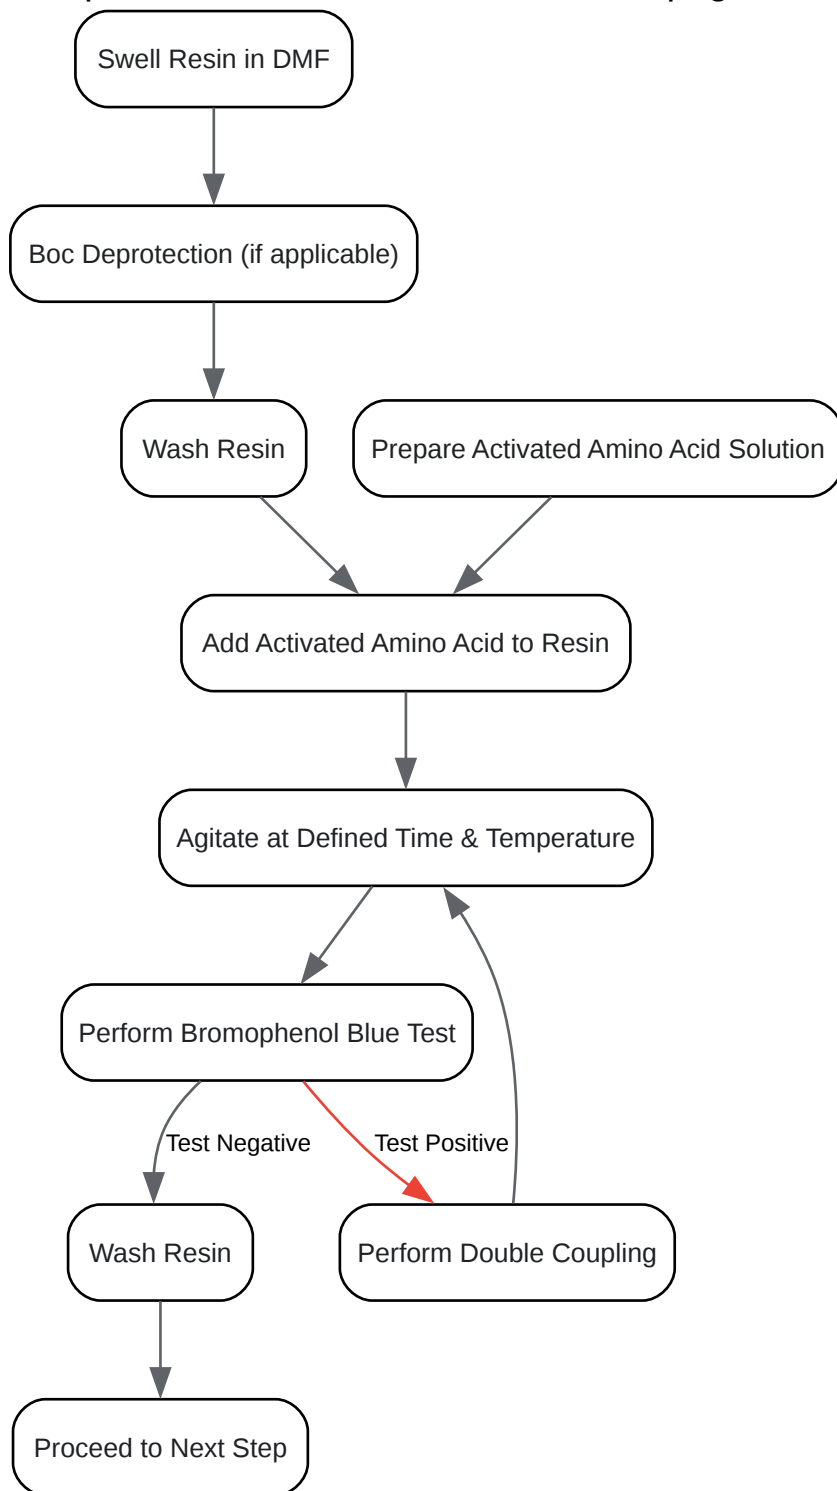 Swell Resin in DMF
Boc Deprotection (if applicable)
Wash Resin
Prepare Activated Amino Acid Solution
Add Activated Amino Acid to Resin
Agitate at Defined Time & Temperature
Perform Bromophenol Blue Test
Test Negative
Test Positive
Wash Resin
Perform Double Coupling
Proceed to Next Step